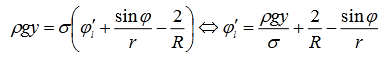 ρgy = σ(φ′ᵢ + sin φ/r − 2/R) ⇔ φ′ᵢ = ρgy/σ + 2/R − sin φ/r